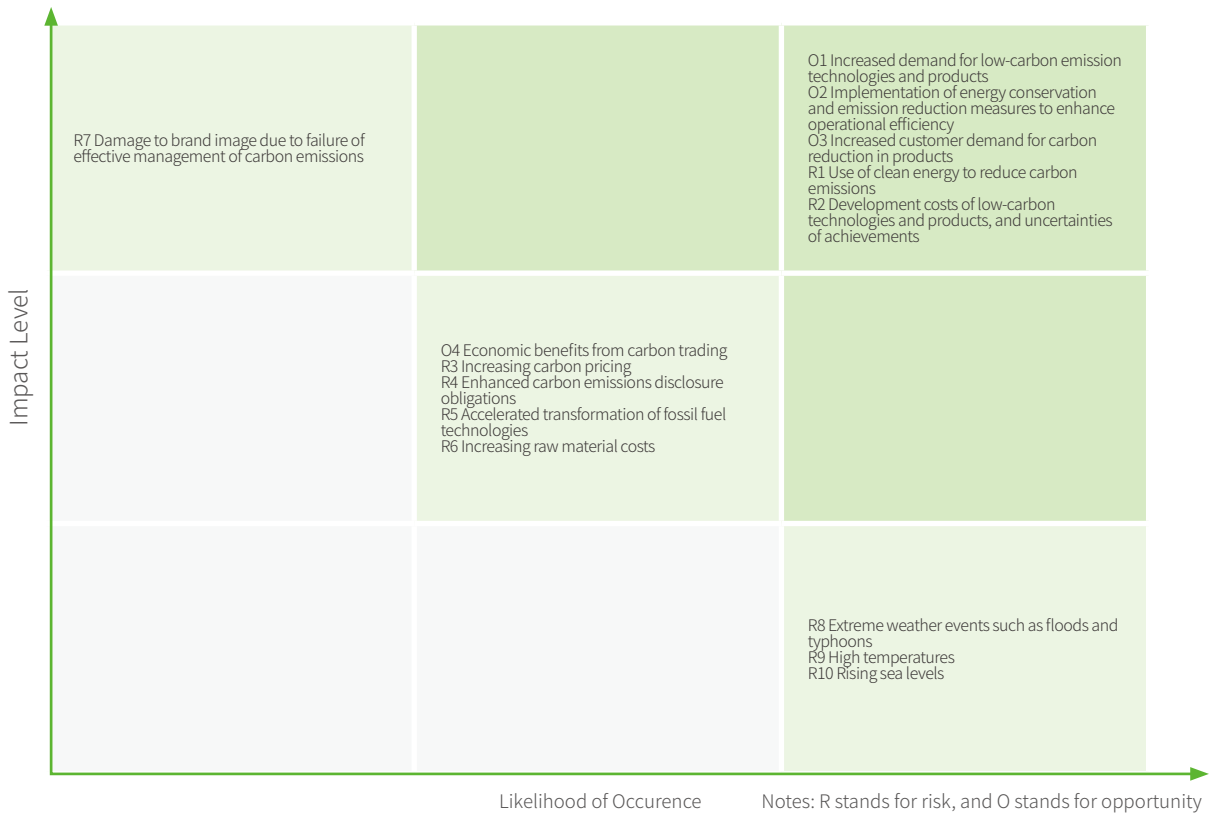 Impact Level
R7 Damage to brand image due to failure of
effective management of carbon emissions
O1 Increased demand for low-carbon emission
technologies and products
O2 Implementation of energy conservation
and emission reduction measures to enhance
operational efficiency
O3 Increased customer demand for carbon
reduction in products
R1 Use of clean energy to reduce carbon
emissions
R2 Development costs of low-carbon
technologies and products, and uncertainties
of achievements
O4 Economic benefits from carbon trading
R3 Increasing carbon pricing
R4 Enhanced carbon emissions disclosure
obligations
R5 Accelerated transformation of fossil fuel
technologies
R6 Increasing raw material costs
R8 Extreme weather events such as floods and
typhoons
R9 High temperatures
R10 Rising sea levels
Likelihood of Occurence
Notes: R stands for risk, and O stands for opportunity